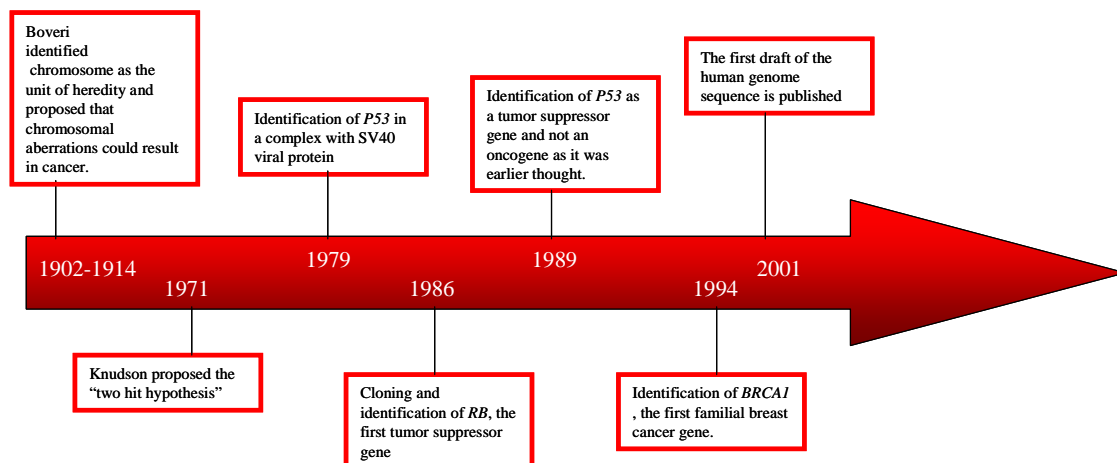 Boveri
identified
chromosome as the
unit of heredity and
proposed that
chromosomal
aberrations could result
in cancer.
Identification of P53 in
a complex with SV40
viral protein
Identification of P53 as
a tumor suppressor
gene and not an
oncogene as it was
earlier thought.
The first draft of the
human genome
sequence is published
1902-1914
1971
1979
1986
1989
1994
2001
Knudson proposed the
“two hit hypothesis”
Cloning and
identification of RB, the
first tumor suppressor
gene
Identification of BRCA1
, the first familial breast
cancer gene.